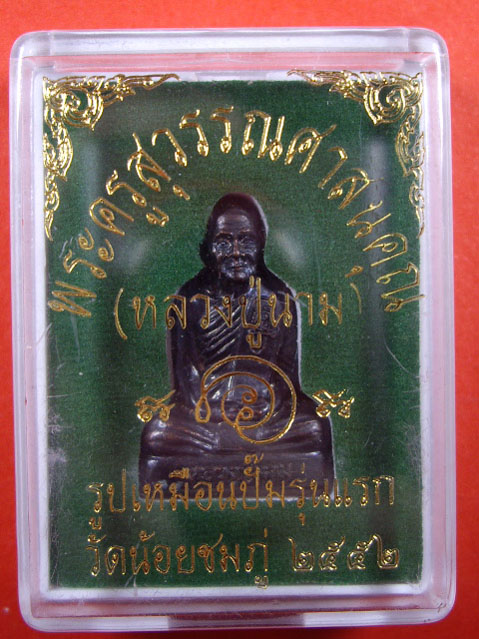 พระครูสุวรรณศาสนคุณ
(หลวงปู่นาม)
รูปเหมือนปั๊มรุ่นแรก
วัดน้อยชมภู่ ๒๕๕๒